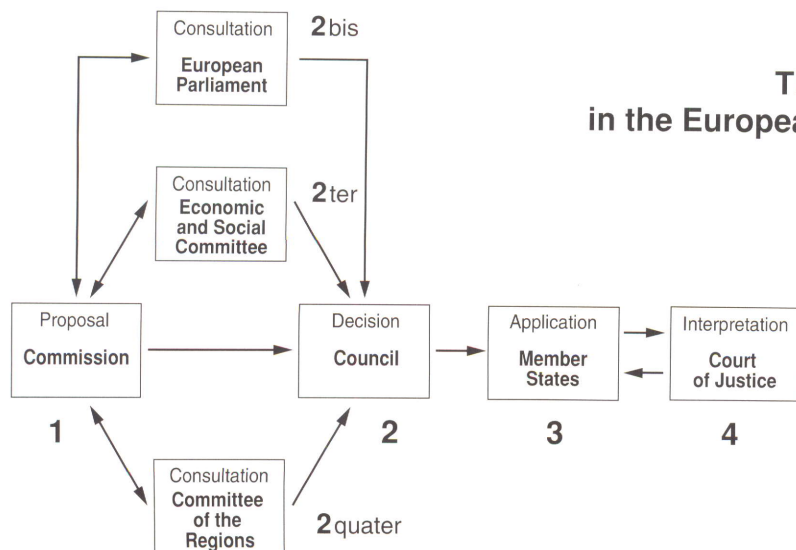 Consultation
European
Parliament
2bis
T
in the Europea
Consultation
Economic
and Social
Committee
2ter
Proposal
Commission
1
Decision
Council
2
Application
Member
States
3
Interpretation
Court
of Justice
4
Consultation
Committee
of the
Regions
2quater